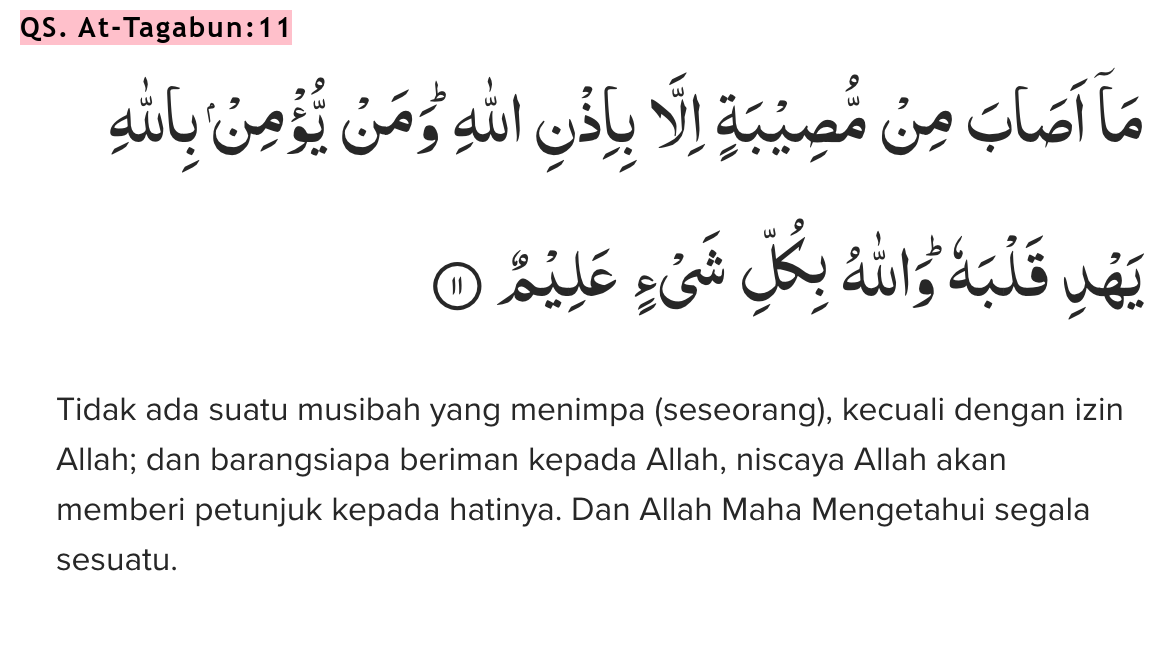 QS. At-Tagabun:11
مَآ اَصَابَ مِنْ مُّصِيْبَةٍ اِلَّا بِاِذْنِ اللّٰهِ ۗوَمَنْ يُّؤْمِنْۢ بِاللّٰهِ
يَهْدِ قَلْبَهٗ ۗوَاللّٰهُ بِكُلِّ شَيْءٍ عَلِيْمٌ ١١
Tidak ada suatu musibah yang menimpa (seseorang), kecuali dengan izin
Allah; dan barangsiapa beriman kepada Allah, niscaya Allah akan
memberi petunjuk kepada hatinya. Dan Allah Maha Mengetahui segala
sesuatu.